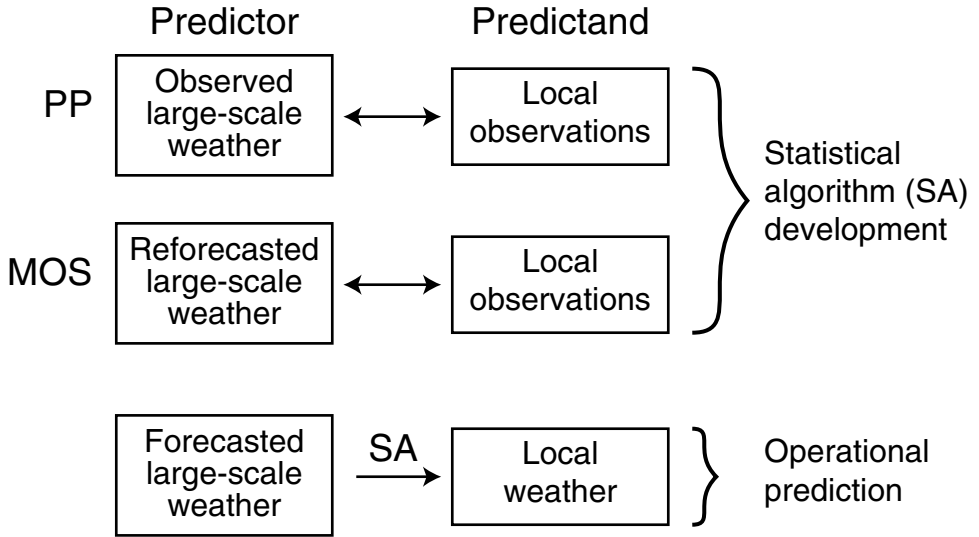 Predictor
Predictand
PP
Observed
large-scale
weather
Local
observations
Statistical
algorithm (SA)
development
MOS
Reforecasted
large-scale
weather
Local
observations
Forecasted
large-scale
weather
SA
Local
weather
Operational
prediction